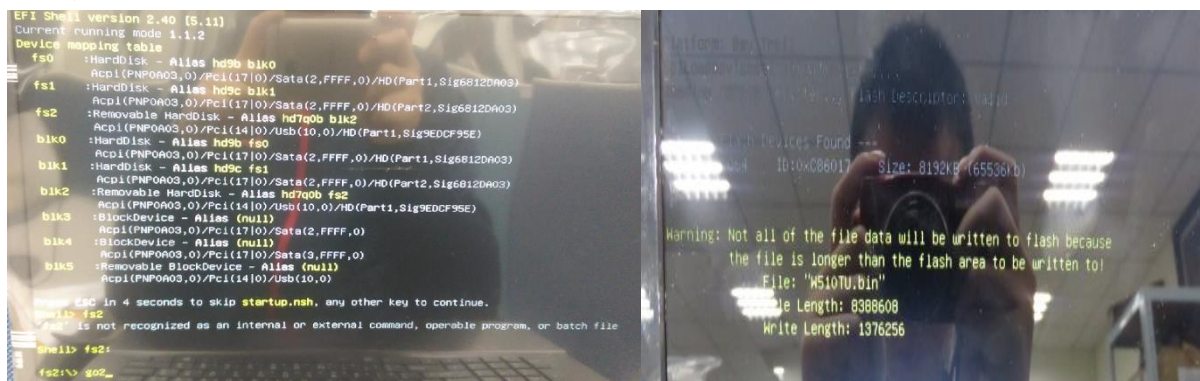 EFI Shell version 2.40 [5.11]
Current running mode 1.1.2
Device mapping table
fs0 :HardDisk - Alias hd9b blk0
Acpi(PNP0A03,0)/Pci(17|0)/Sata(2,FFFF,0)/HD(Part1,Sig6812DA03)
fs1 :HardDisk - Alias hd9c blk1
Acpi(PNP0A03,0)/Pci(17|0)/Sata(2,FFFF,0)/HD(Part2,Sig6812DA03)
fs2 :Removable HardDisk - Alias hd7q0b blk2
Acpi(PNP0A03,0)/Pci(14|0)/Usb(10,0)/HD(Part1,Sig9EDCF95E)
blk0 :HardDisk - Alias hd9b fs0
Acpi(PNP0A03,0)/Pci(17|0)/Sata(2,FFFF,0)/HD(Part1,Sig6812DA03)
blk1 :HardDisk - Alias hd9c fs1
Acpi(PNP0A03,0)/Pci(17|0)/Sata(2,FFFF,0)/HD(Part2,Sig6812DA03)
blk2 :Removable HardDisk - Alias hd7q0b fs2
Acpi(PNP0A03,0)/Pci(14|0)/Usb(10,0)/HD(Part1,Sig9EDCF95E)
blk3 :BlockDevice - Alias (null)
Acpi(PNP0A03,0)/Pci(17|0)/Sata(2,FFFF,0)
blk4 :BlockDevice - Alias (null)
Acpi(PNP0A03,0)/Pci(17|0)/Sata(3,FFFF,0)
blk5 :Removable BlockDevice - Alias (null)
Acpi(PNP0A03,0)/Pci(14|0)/Usb(10,0)
Press ESC in 4 seconds to skip startup.nsh, any other key to continue.
Shell> fs2
'fs2' is not recognized as an internal or external command, operable program, or batch file
Shell> fs2:
fs2:\> go2_
Flash Descriptor: Valid
Devices Found ---
ID:0xC86017 Size: 8192KB (65536Kb)
Warning: Not all of the file data will be written to flash because
the file is longer than the flash area to be written to!
File: "W510TU.bin"
Length: 8388608
Write Length: 1376256